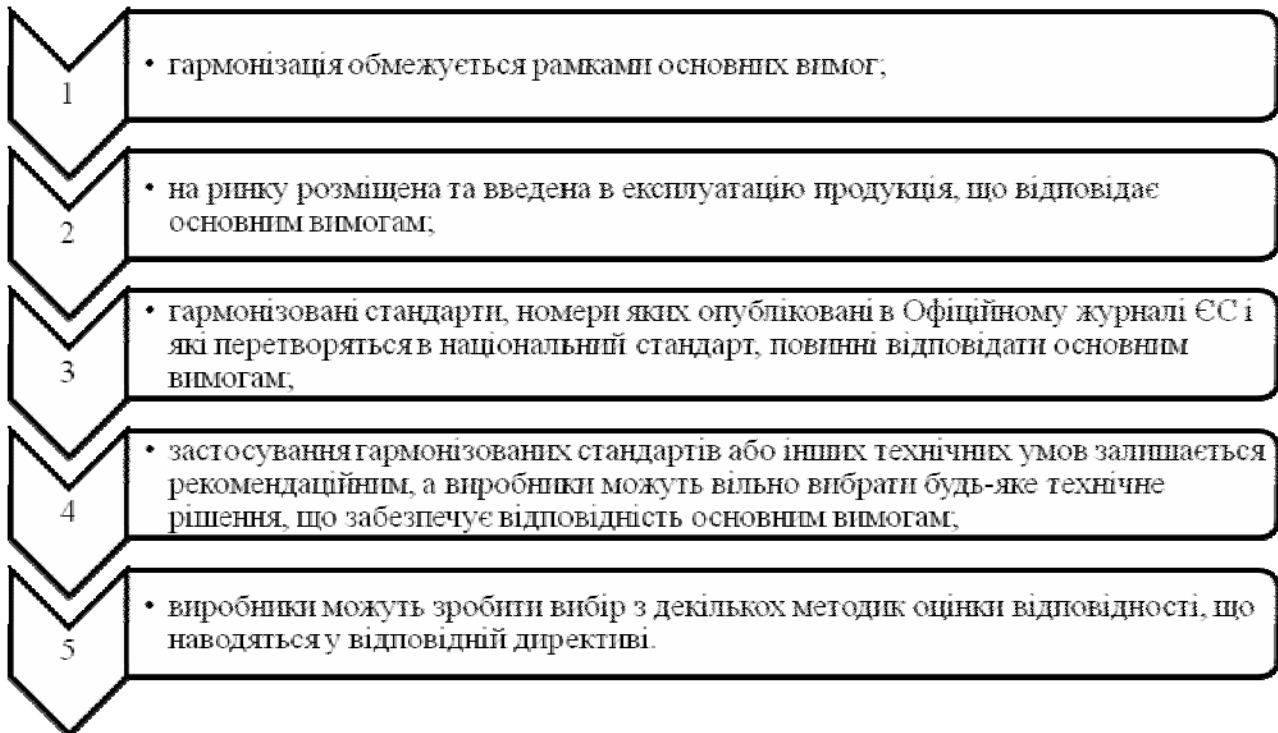 1
• гармонізація обмежується рамками основних вимог;
2
• на ринку розміщена та введена в експлуатацію продукція, що відповідає
основним вимогам;
3
• гармонізовані стандарти, номери яких опубліковані в Офіційному журналі ЄС і
які перетворяться в національний стандарт, повинні відповідати основним
вимогам;
4
• застосування гармонізованих стандартів або інших технічних умов залишається
рекомендаційним, а виробники можуть вільно вибрати будь-яке технічне
рішення, що забезпечує відповідність основним вимогам;
5
• виробники можуть зробити вибір з декількох методик оцінки відповідності, що
наводяться у відповідній директиві.